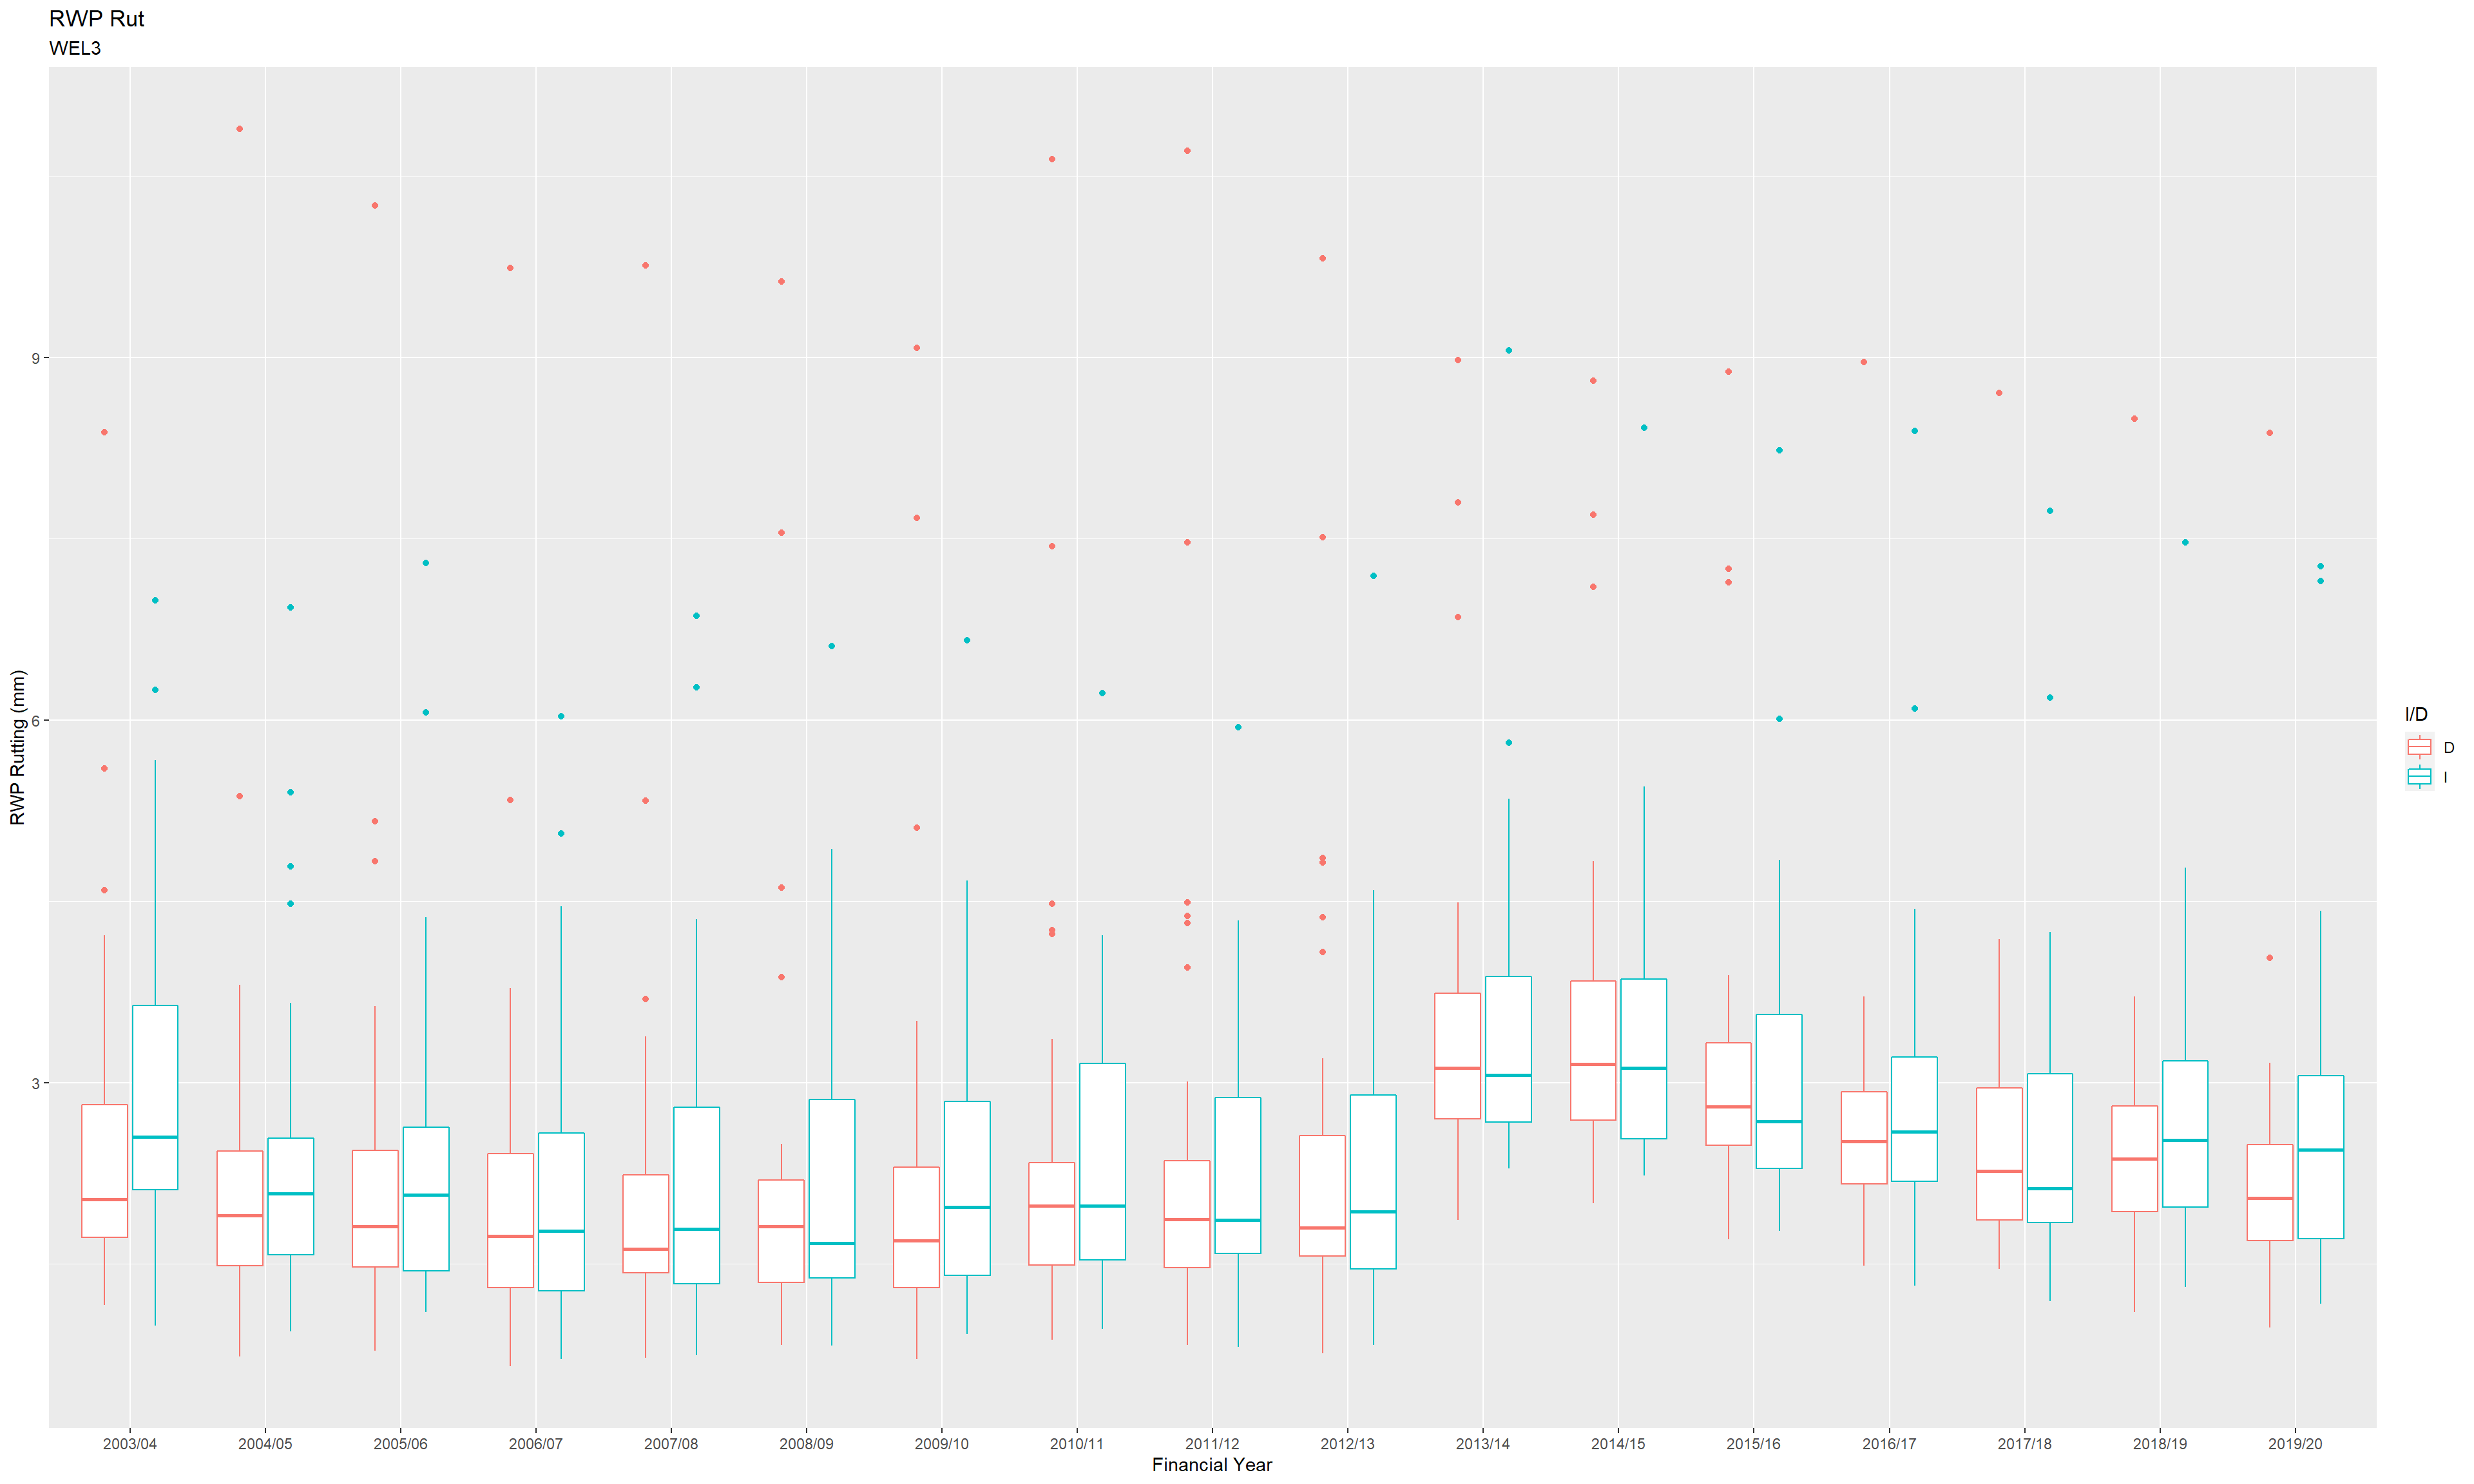 RWP Rut
WEL3
RWP Rutting (mm)
9
6
3
2003/04 2004/05 2005/06 2006/07 2007/08 2008/09 2009/10 2010/11 2011/12 2012/13 2013/14 2014/15 2015/16 2016/17 2017/18 2018/19 2019/20
Financial Year
I/D
D
I